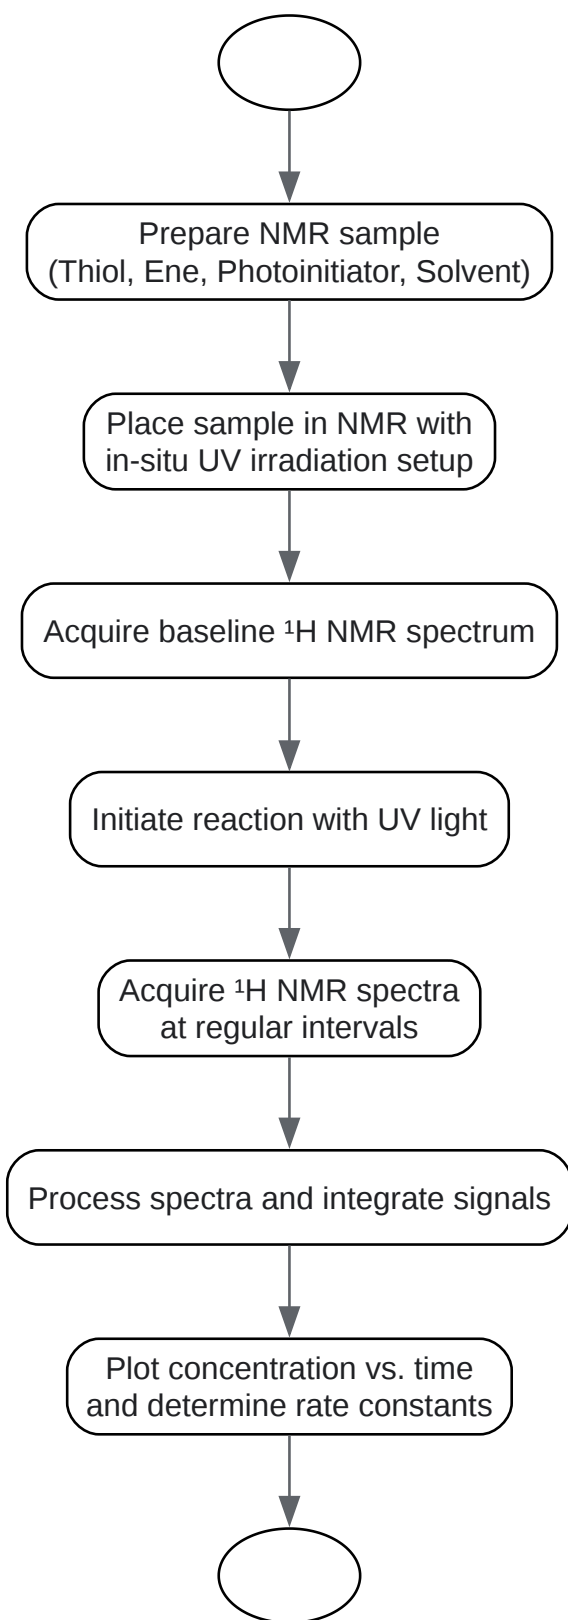 Prepare NMR sample
(Thiol, Ene, Photoinitiator, Solvent)
Place sample in NMR with
in-situ UV irradiation setup
Acquire baseline ¹H NMR spectrum
Initiate reaction with UV light
Acquire ¹H NMR spectra
at regular intervals
Process spectra and integrate signals
Plot concentration vs. time
and determine rate constants